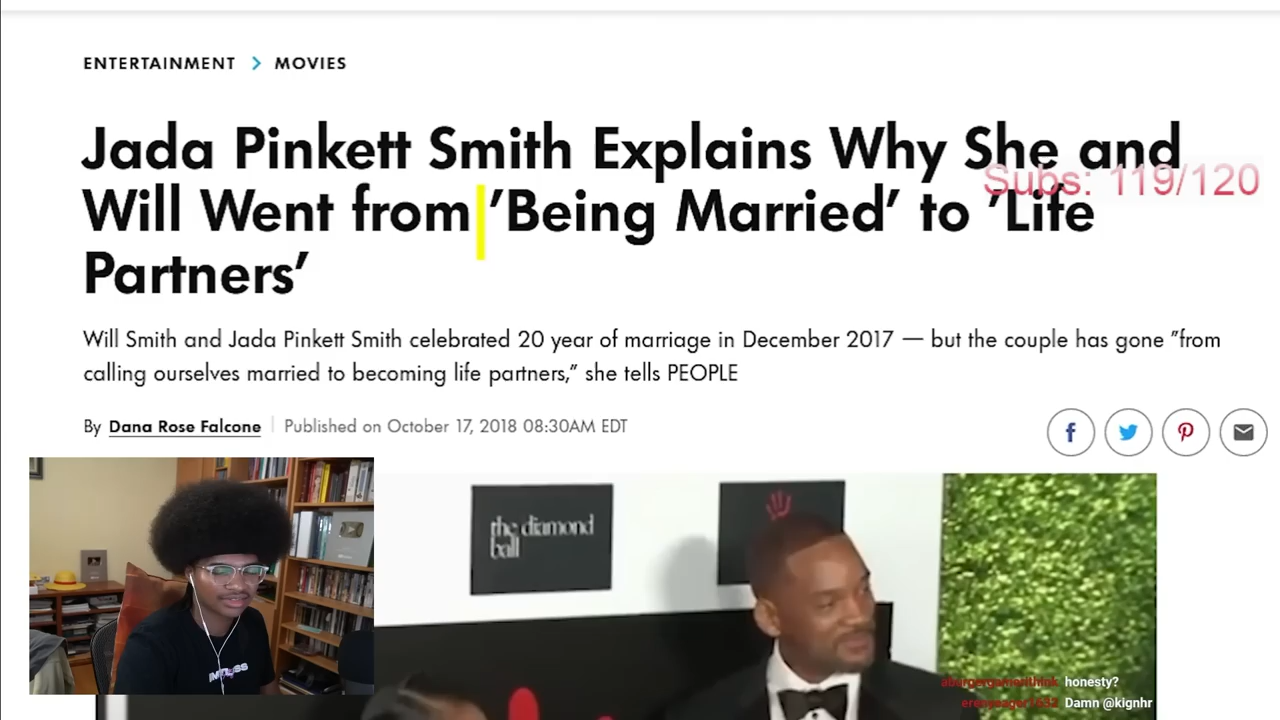 ENTERTAINMENT > MOVIES
Jada Pinkett Smith Explains Why She and
Subs: 119/120
Will Went from 'Being Married' to 'Life
Partners'
Will Smith and Jada Pinkett Smith celebrated 20 year of marriage in December 2017 — but the couple has gone "from
calling ourselves married to becoming life partners," she tells PEOPLE
By Dana Rose Falcone Published on October 17, 2018 08:30AM EDT
the diamond
ball
honesty?
Damn @kignhr